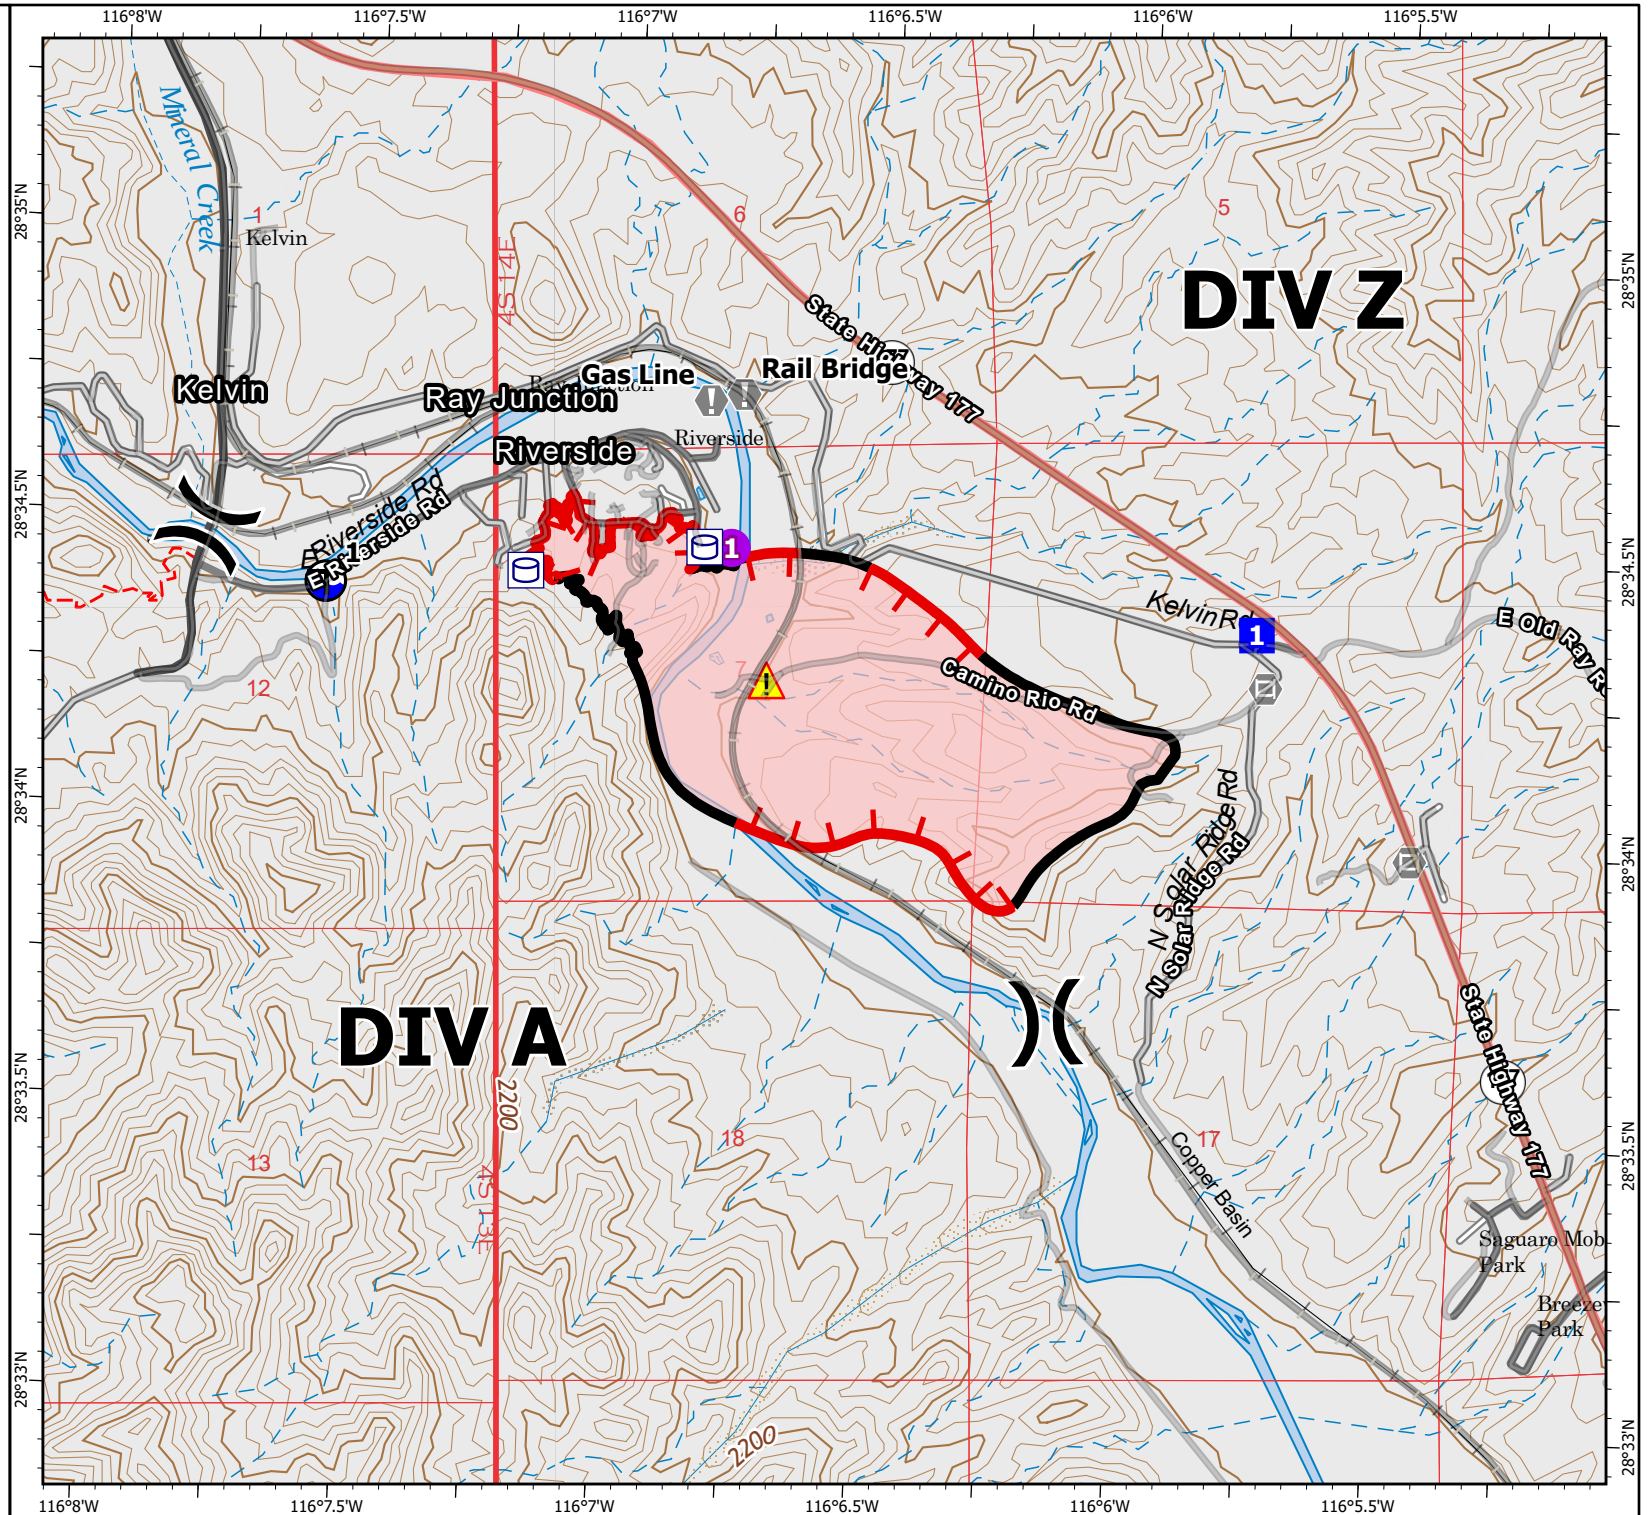 116°8'W 116°7.5'W 116°7'W 116°6.5'W 116°6'W 116°5.5'W
Mineral Creek
1
Kelvin
6
5
4S 14E
28°35'N
28°35'N
DIV Z
State Highway 177
Gas Line
Rail Bridge
Kelvin
Ray Junction
Riverside
Riverside
28°34.5'N
28°34.5'N
E Riverside Rd
E Riverside Rd
1
1
Kelvin Rd
1
E Old Ray R
12
7
Camino Rio Rd
28°34'N
28°34'N
N Solar Ridge Rd
N Solar Ridge Rd
DIV A
)(
State Highway 177
28°33.5'N
28°33.5'N
2200
18
17
13
4S 13E
Copper Basin
Saguaro Mob
Park
Breeze
Park
28°33'N
28°33'N
2200
116°8'W 116°7.5'W 116°7'W 116°6.5'W 116°6'W 116°5.5'W